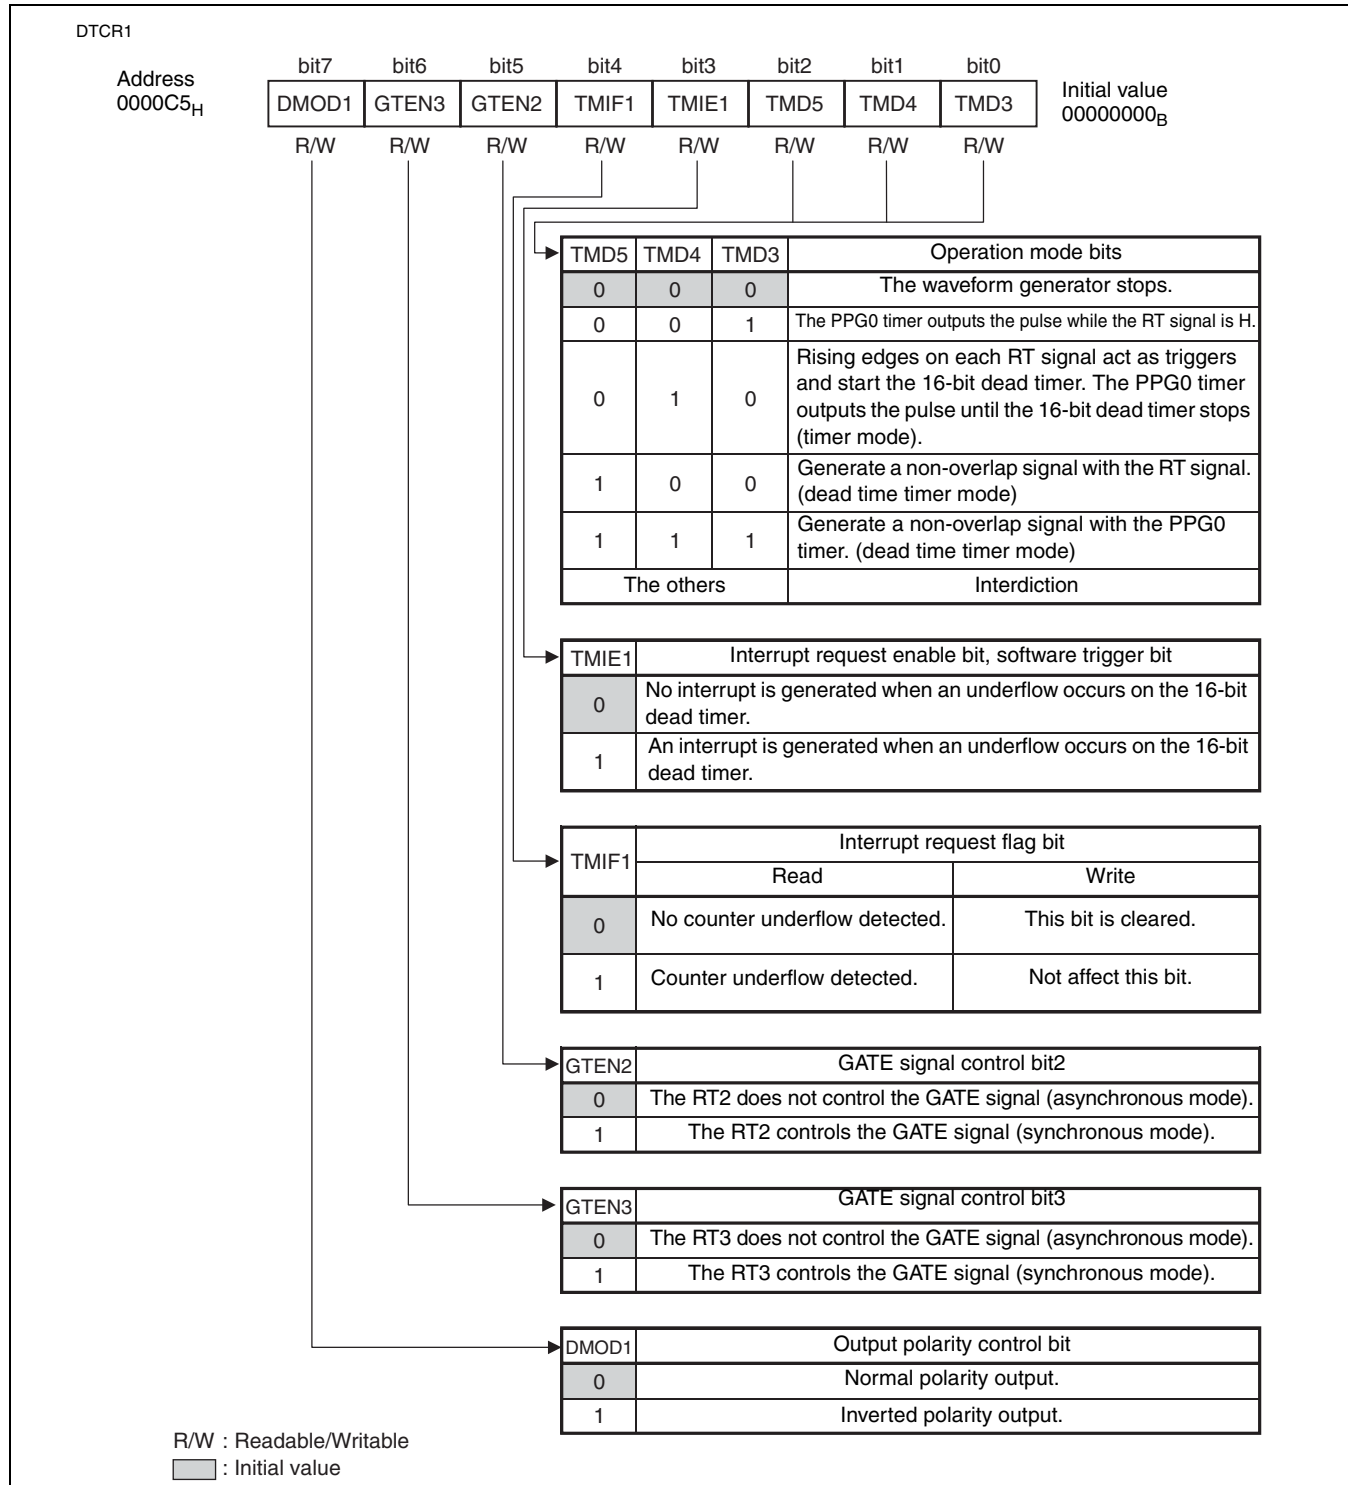 DTCR1
bit7 bit6 bit5 bit4 bit3 bit2 bit1 bit0
Address
0000C5H
DMOD1 GTEN3 GTEN2 TMIF1 TMIE1 TMD5 TMD4 TMD3
Initial value
00000000B
R/W R/W R/W R/W R/W R/W R/W R/W
TMD5 TMD4 TMD3 Operation mode bits
0 0 0 The waveform generator stops.
0 0 1 The PPG0 timer outputs the pulse while the RT signal is H.
0 1 0 Rising edges on each RT signal act as triggers
and start the 16-bit dead timer. The PPG0 timer
outputs the pulse until the 16-bit dead timer stops
(timer mode).
1 0 0 Generate a non-overlap signal with the RT signal.
(dead time timer mode)
1 1 1 Generate a non-overlap signal with the PPG0
timer. (dead time timer mode)
The others Interdiction
TMIE1 Interrupt request enable bit, software trigger bit
0 No interrupt is generated when an underflow occurs on the 16-bit
dead timer.
1 An interrupt is generated when an underflow occurs on the 16-bit
dead timer.
TMIF1 Interrupt request flag bit
Read Write
0 No counter underflow detected. This bit is cleared.
1 Counter underflow detected. Not affect this bit.
GTEN2 GATE signal control bit2
0 The RT2 does not control the GATE signal (asynchronous mode).
1 The RT2 controls the GATE signal (synchronous mode).
GTEN3 GATE signal control bit3
0 The RT3 does not control the GATE signal (asynchronous mode).
1 The RT3 controls the GATE signal (synchronous mode).
DMOD1 Output polarity control bit
0 Normal polarity output.
1 Inverted polarity output.
R/W : Readable/Writable
: Initial value